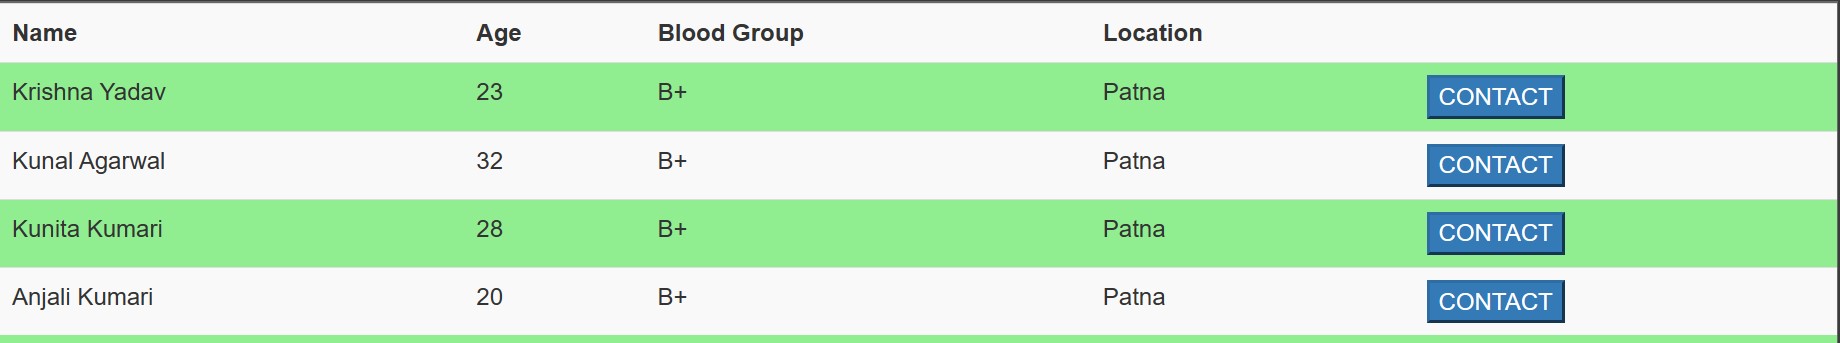 Name Age Blood Group Location
Krishna Yadav 23 B+ Patna CONTACT
Kunal Agarwal 32 B+ Patna CONTACT
Kunita Kumari 28 B+ Patna CONTACT
Anjali Kumari 20 B+ Patna CONTACT